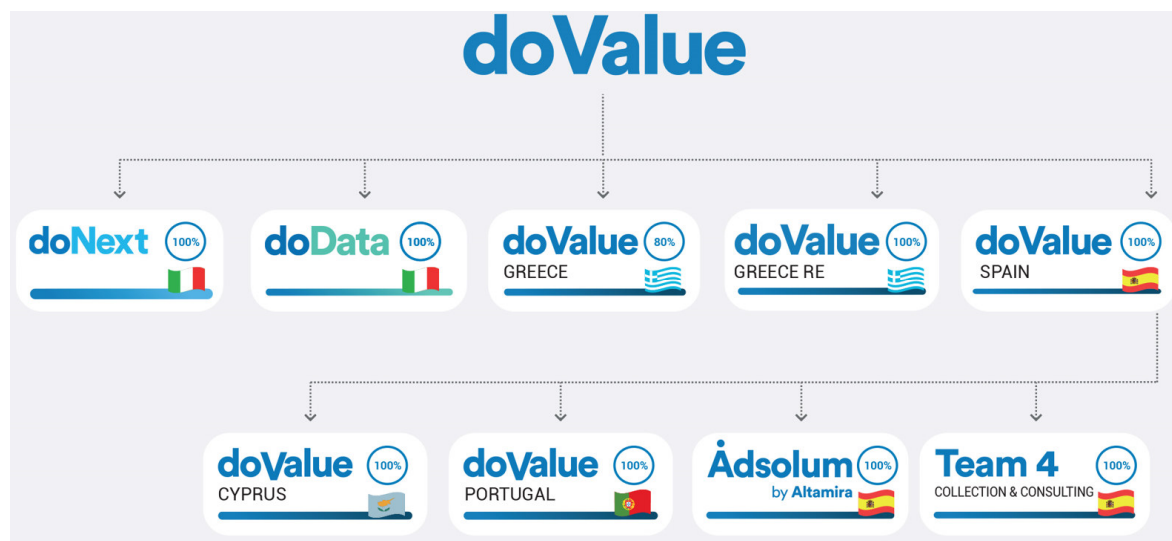 doValue
doNext 100%
doData 100%
doValue 80%
GREECE
doValue 100%
GREECE RE
doValue 100%
SPAIN
doValue 100%
CYPRUS
doValue 100%
PORTUGAL
Ådsolum 100%
by Altamira
Team 4 100%
COLLECTION & CONSULTING